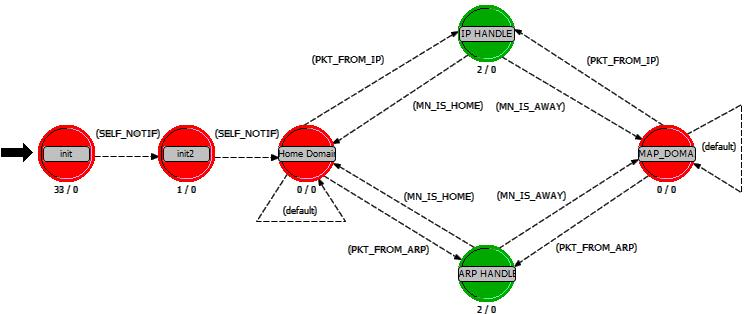 IP HANDLE
2 / 0
(PKT_FROM_IP)
(PKT_FROM_IP)
(MN_IS_HOME)
(MN_IS_AWAY)
(SELF_NOTIF)
(SELF_NOTIF)
init
init2
Home Domain
MAP_DOMA
(default)
33 / 0
1 / 0
0 / 0
0 / 0
(MN_IS_HOME)
(MN_IS_AWAY)
(default)
(PKT_FROM_ARP)
(PKT_FROM_ARP)
ARP HANDLE
2 / 0